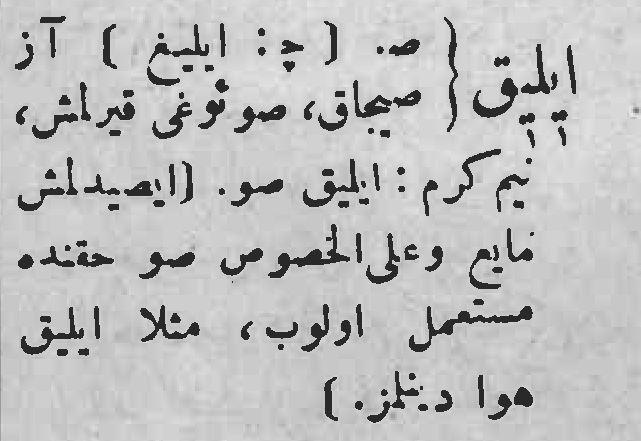 ایلیق { ص. [ چ: ایلیغ ] آز
صیجاق، صوئوغی قیرلمش،
نیم گرم: ایلیق صو. [ایصیدلمش
مایع وعلی الخصوص صو حقنده
مستعمل اولوب، مثلا ایلیق
هوا دینلمز.]